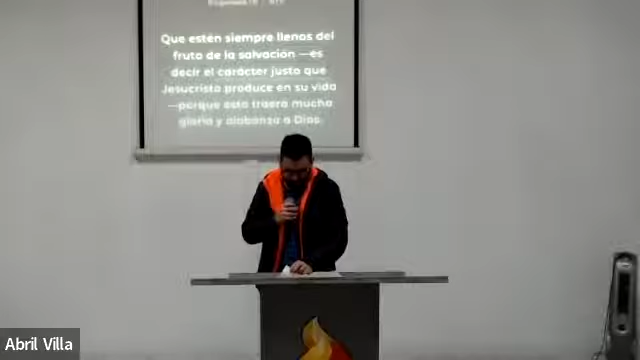 Que estén siempre llenos del
fruto de la salvación —es
decir el carácter justo que
Jesucristo produce en su vida
—porque esto traerá mucha
gloria y alabanza a Dios.
Abril Villa